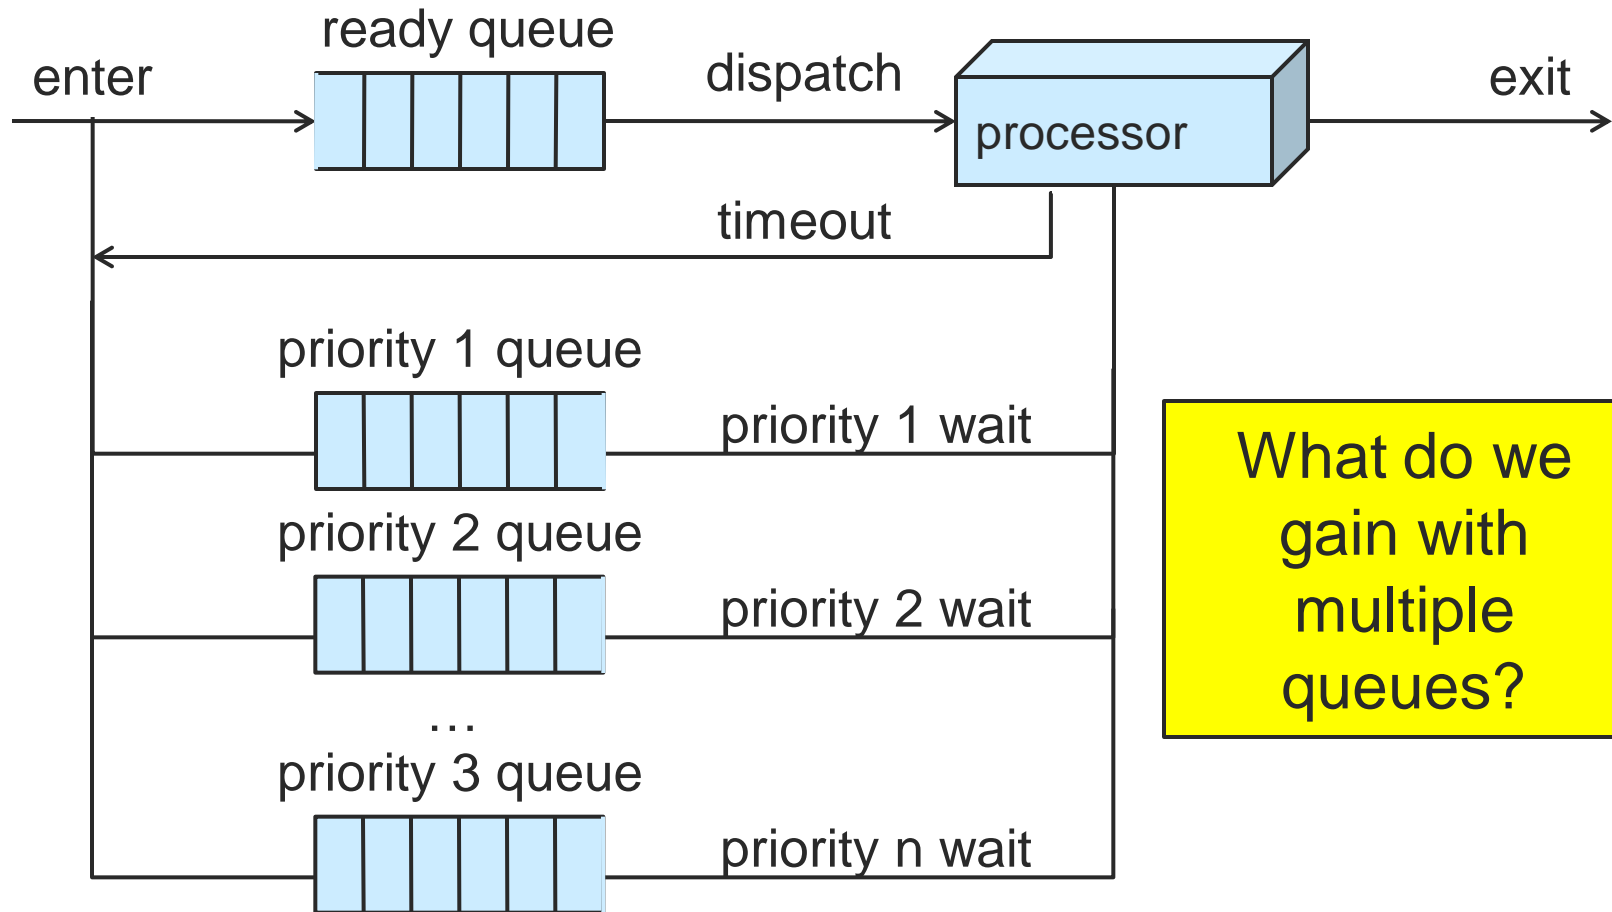 ready queue
enter
dispatch
exit
processor
timeout
priority 1 queue
priority 1 wait
priority 2 queue
priority 2 wait
…
priority 3 queue
priority n wait
What do we
gain with
multiple
queues?